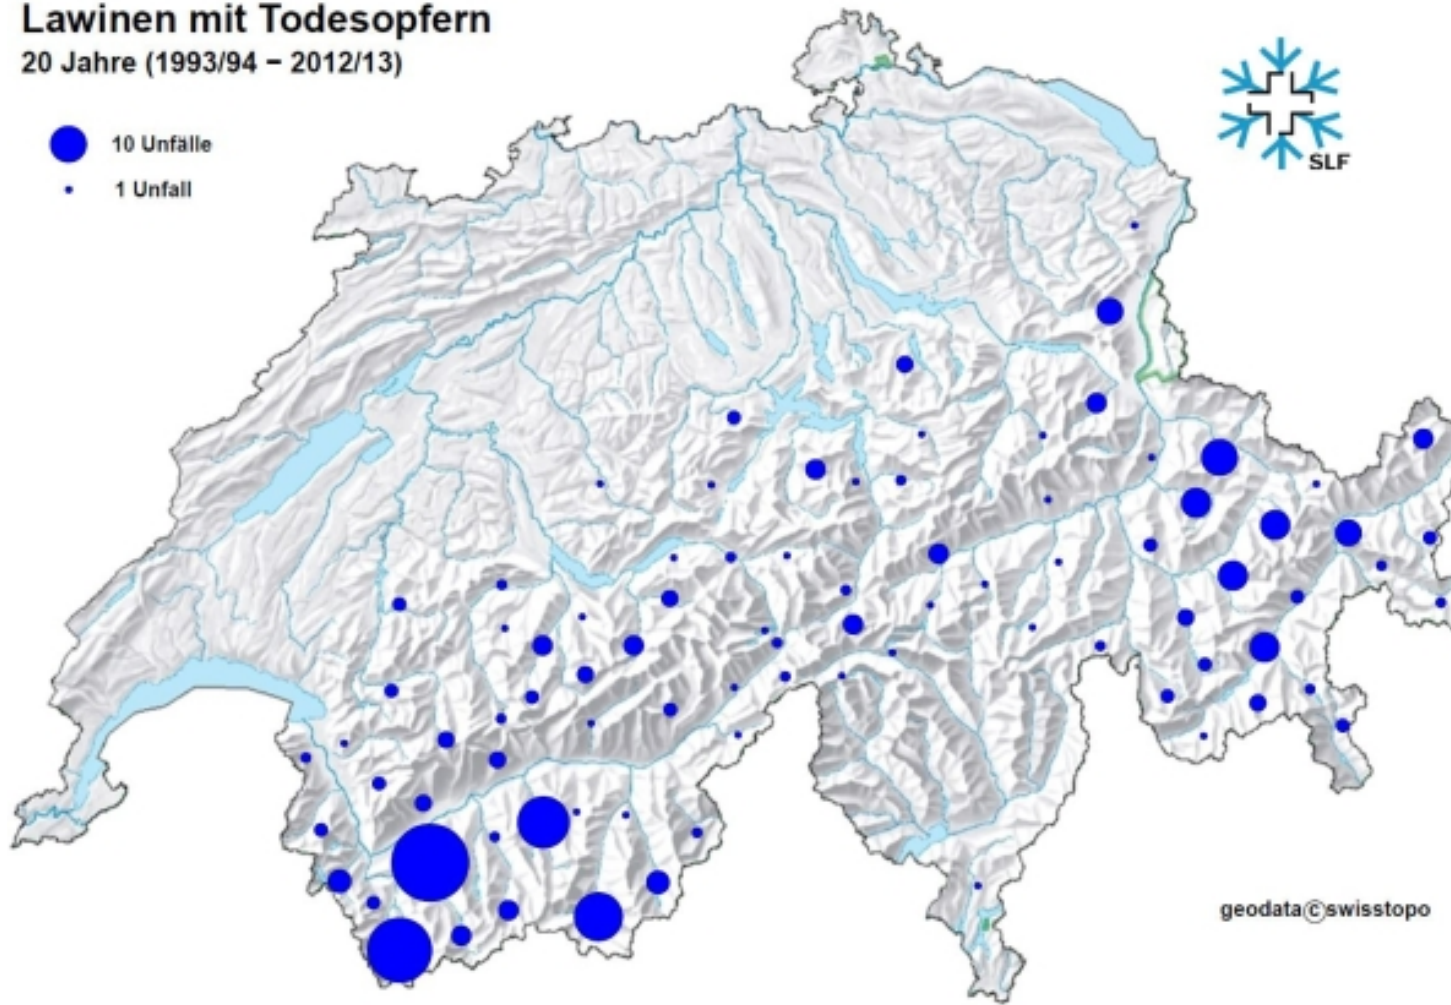 Lawinen mit Todesopfern
20 Jahre (1993/94 – 2012/13)
10 Unfälle
1 Unfall
SLF
geodata©swisstopo